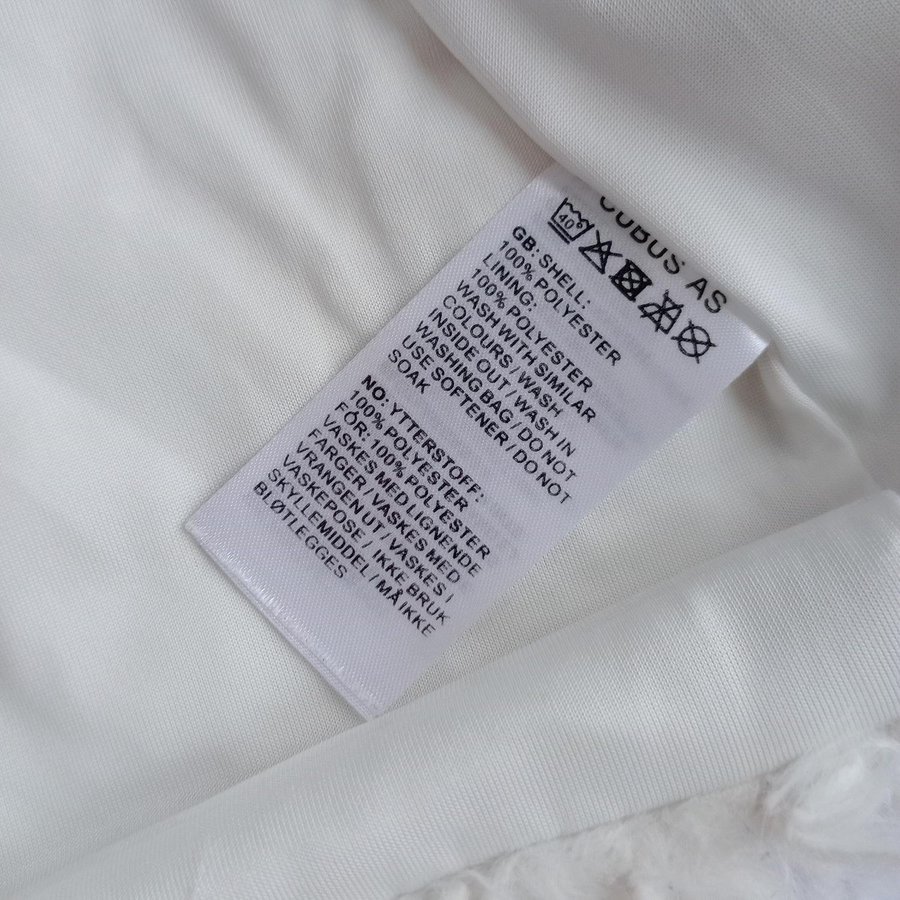 CUBUS AS
40°
GB: SHELL:
100% POLYESTER
LINING:
100% POLYESTER
WASH WITH SIMILAR
COLOURS / WASH
INSIDE OUT / WASH IN
WASHING BAG / DO NOT
USE SOFTENER / DO NOT
SOAK
NO: YTTERSTOFF:
100% POLYESTER
FÓR: 100% POLYESTER
VASKES MED LIGNENDE
FARGER / VASKES MED
VRANGEN UT / VASKES I
VASKEPOSE / IKKE BRUK
SKYLLEMIDDEL / MÅ IKKE
BLØTLEGGES